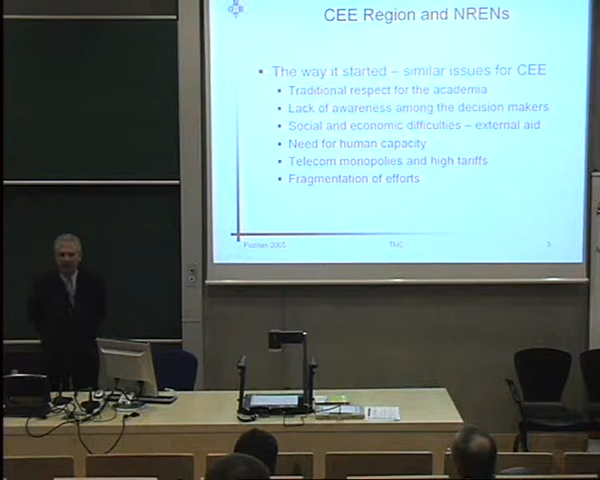 CEE Region and NRENs
▪ The way it started – similar issues for CEE
▪ Traditional respect for the academia
▪ Lack of awareness among the decision makers
▪ Social and economic difficulties – external aid
▪ Need for human capacity
▪ Telecom monopolies and high tariffs
▪ Fragmentation of efforts
Poznan 2005 TNC 3